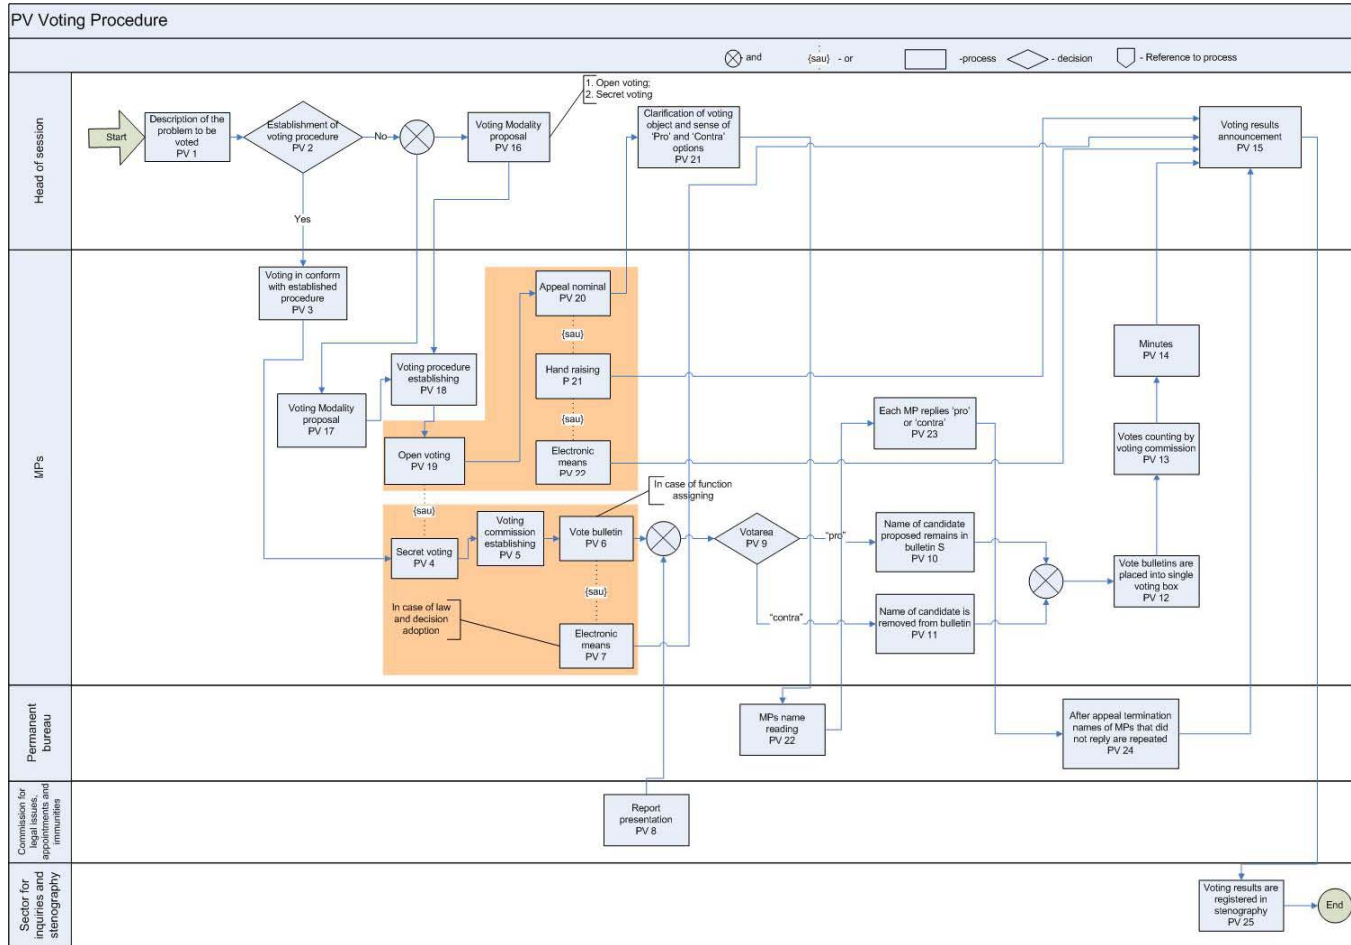 PV Voting Procedure
and
{sau}
- or
-process
- decision
- Reference to process
Head of session
Start
Description of the
problem to be
voted
PV 1
Establishment of
voting procedure
PV 2
No
Yes
Voting Modality
proposal
PV 16
1. Open voting;
2. Secret voting
Clarification of voting
object and sense of
'Pro' and 'Contra'
options
PV 21
Voting results
announcement
PV 15
MPs
Voting in conform
with established
procedure
PV 3
Voting Modality
proposal
PV 17
Voting procedure
establishing
PV 18
Open voting
PV 19
Appeal nominal
PV 20
{sau}
Hand raising
P 21
{sau}
Electronic
means
PV 22
{sau}
Secret voting
PV 4
Voting
commission
establishing
PV 5
Vote bulletin
PV 6
In case of function
assigning
{sau}
In case of law
and decision
adoption
Electronic
means
PV 7
Votarea
PV 9
"pro"
"contra"
Each MP replies 'pro'
or 'contra'
PV 23
Name of candidate
proposed remains in
bulletin S
PV 10
Name of candidate is
removed from bulletin
PV 11
Minutes
PV 14
Votes counting by
voting commission
PV 13
Vote bulletins are
placed into single
voting box
PV 12
Permanent
bureau
MPs name
reading
PV 22
After appeal termination
names of MPs that did
not reply are repeated
PV 24
Commission for
legal issues,
appointments and
immunities
Report
presentation
PV 8
Sector for
inquiries and
stenography
Voting results are
registered in
stenography
PV 25
End